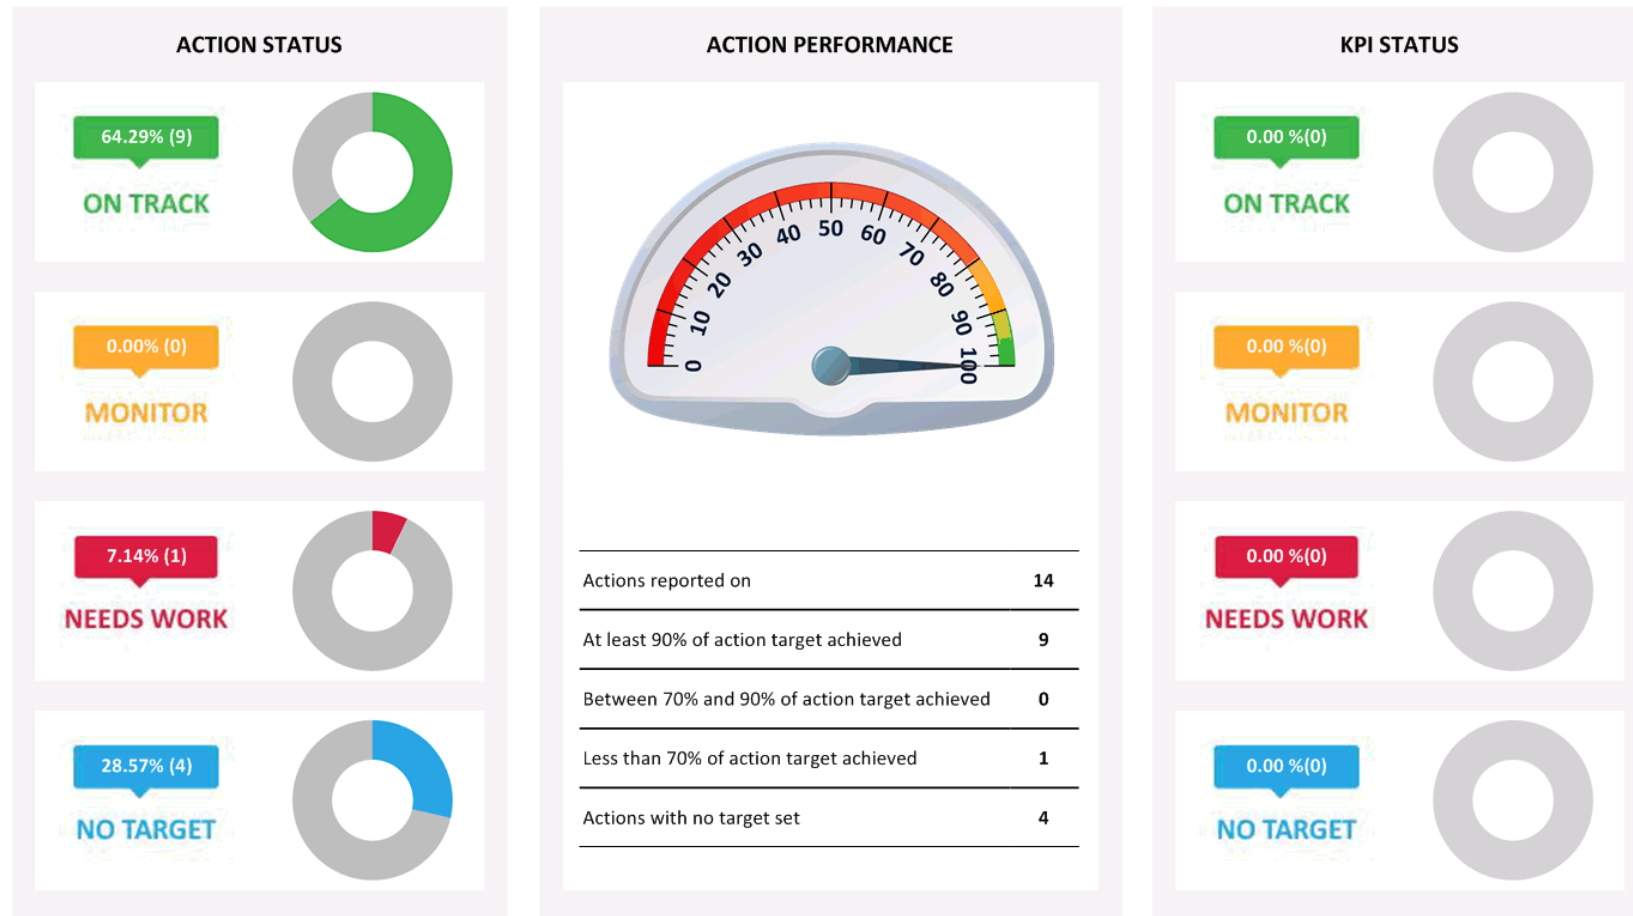 ACTION STATUS
64.29% (9)
ON TRACK
0.00% (0)
MONITOR
7.14% (1)
NEEDS WORK
28.57% (4)
NO TARGET
ACTION PERFORMANCE
0 10 20 30 40 50 60 70 80 90 100
Actions reported on 14
At least 90% of action target achieved 9
Between 70% and 90% of action target achieved 0
Less than 70% of action target achieved 1
Actions with no target set 4
KPI STATUS
0.00 %(0)
ON TRACK
0.00 %(0)
MONITOR
0.00 %(0)
NEEDS WORK
0.00 %(0)
NO TARGET